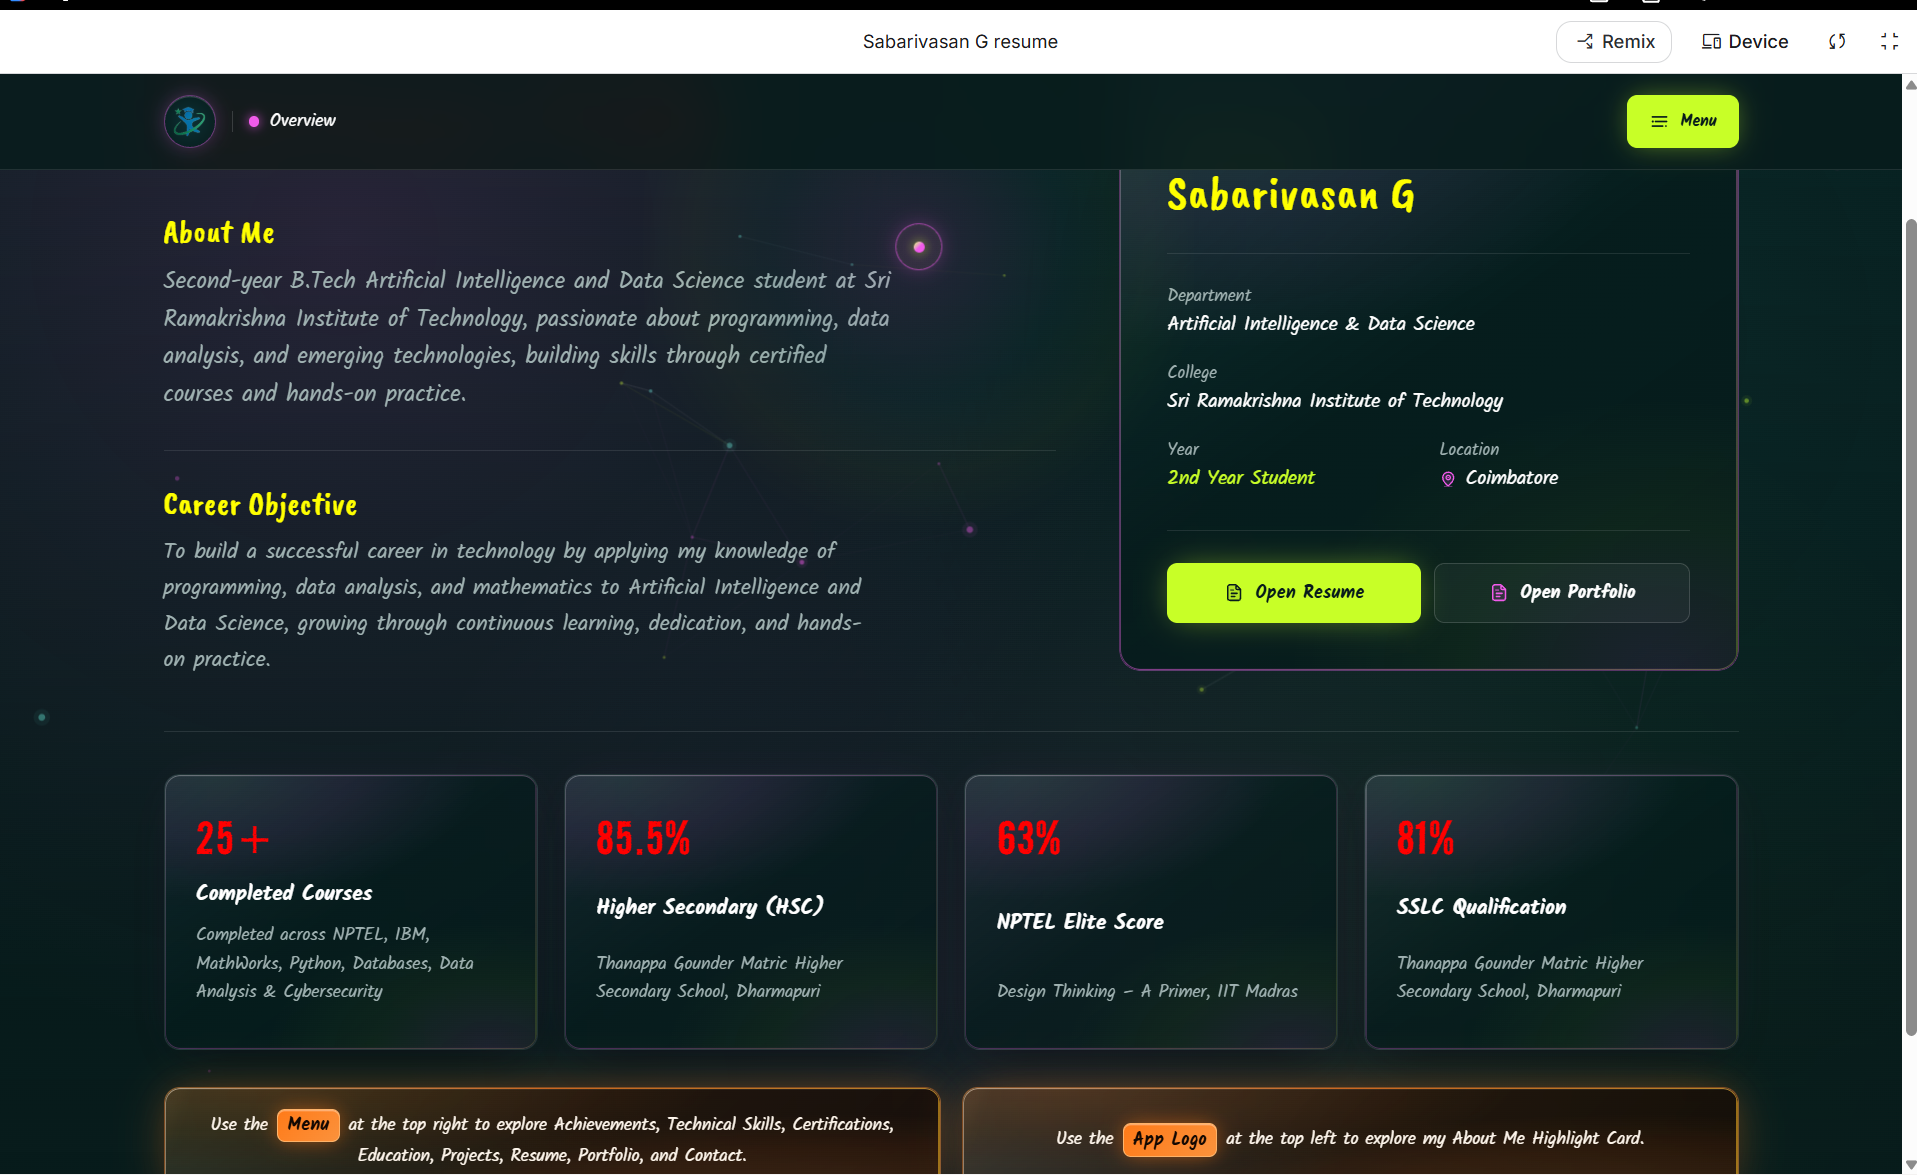 Sabarivasan G resume
Remix
Device
Overview
Menu
About Me
Second-year B.Tech Artificial Intelligence and Data Science student at Sri
Ramakrishna Institute of Technology, passionate about programming, data
analysis, and emerging technologies, building skills through certified
courses and hands-on practice.
Career Objective
To build a successful career in technology by applying my knowledge of
programming, data analysis, and mathematics to Artificial Intelligence and
Data Science, growing through continuous learning, dedication, and hands-
on practice.
Sabarivasan G
Department
Artificial Intelligence & Data Science
College
Sri Ramakrishna Institute of Technology
Year
2nd Year Student
Location
Coimbatore
Open Resume
Open Portfolio
25+
Completed Courses
Completed across NPTEL, IBM,
MathWorks, Python, Databases, Data
Analysis & Cybersecurity
85.5%
Higher Secondary (HSC)
Thanappa Gounder Matric Higher
Secondary School, Dharmapuri
63%
NPTEL Elite Score
Design Thinking – A Primer, IIT Madras
81%
SSLC Qualification
Thanappa Gounder Matric Higher
Secondary School, Dharmapuri
Use the Menu at the top right to explore Achievements, Technical Skills, Certifications,
Education, Projects, Resume, Portfolio, and Contact.
Use the App Logo at the top left to explore my About Me Highlight Card.